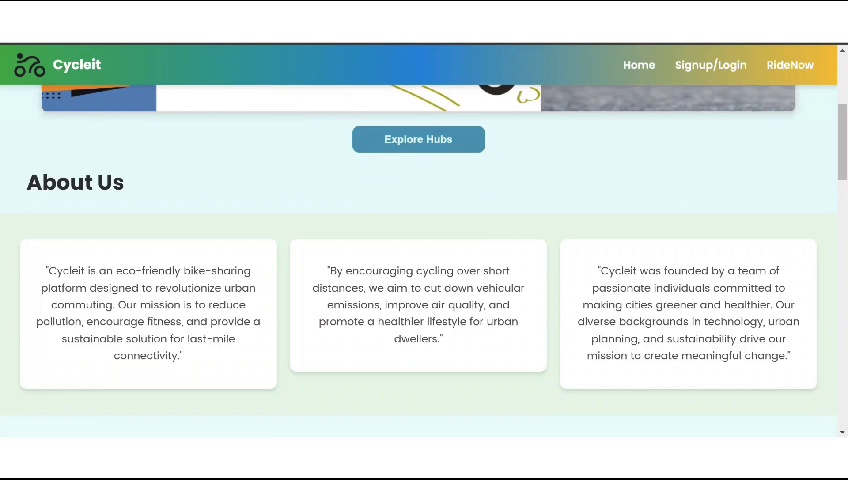 Cycleit
Home Signup/Login RideNow
Explore Hubs
About Us
"Cycleit is an eco-friendly bike-sharing
platform designed to revolutionize urban
commuting. Our mission is to reduce
pollution, encourage fitness, and provide a
sustainable solution for last-mile
connectivity."
"By encouraging cycling over short
distances, we aim to cut down vehicular
emissions, improve air quality, and
promote a healthier lifestyle for urban
dwellers."
"Cycleit was founded by a team of
passionate individuals committed to
making cities greener and healthier. Our
diverse backgrounds in technology, urban
planning, and sustainability drive our
mission to create meaningful change."